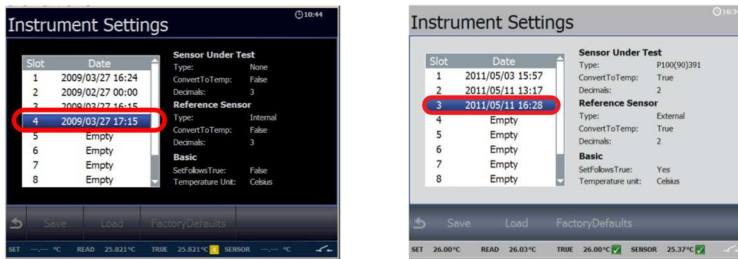 Instrument Settings
10:44
Slot Date
1 2009/03/27 16:24
2 2009/02/27 00:00
3 2009/03/27 16:15
4 2009/03/27 17:15
5 Empty
6 Empty
7 Empty
8 Empty
Sensor Under Test
Type: None
ConvertToTemp: False
Decimals: 3
Reference Sensor
Type: Internal
ConvertToTemp: False
Decimals: 3
Basic
SetFollowsTrue: False
Temperature Unit: Celsius
Save Load FactoryDefaults
SET ---.--- °C READ 25.821°C TRUE 25.821°C SENSOR ---.--- °C
Instrument Settings
Slot Date
1 2011/05/03 15:57
2 2011/05/11 13:17
3 2011/05/11 16:28
4 Empty
5 Empty
6 Empty
7 Empty
8 Empty
Sensor Under Test
Type: P100(90)391
ConvertToTemp: True
Decimals: 2
Reference Sensor
Type: External
ConvertToTemp: True
Decimals: 2
Basic
SetFollowsTrue: Yes
Temperature unit: Celsius
Save Load FactoryDefaults
SET 26.00°C READ 26.03°C TRUE 26.00°C SENSOR 25.37°C